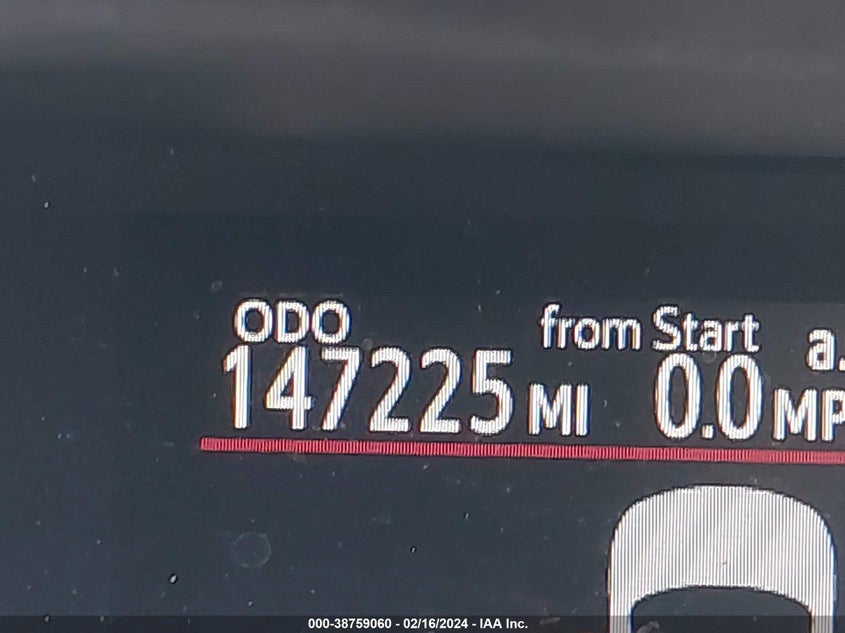 ODO from Start a.
147225 MI 0.0 MP
000-38759060 - 02/16/2024 - IAA Inc.